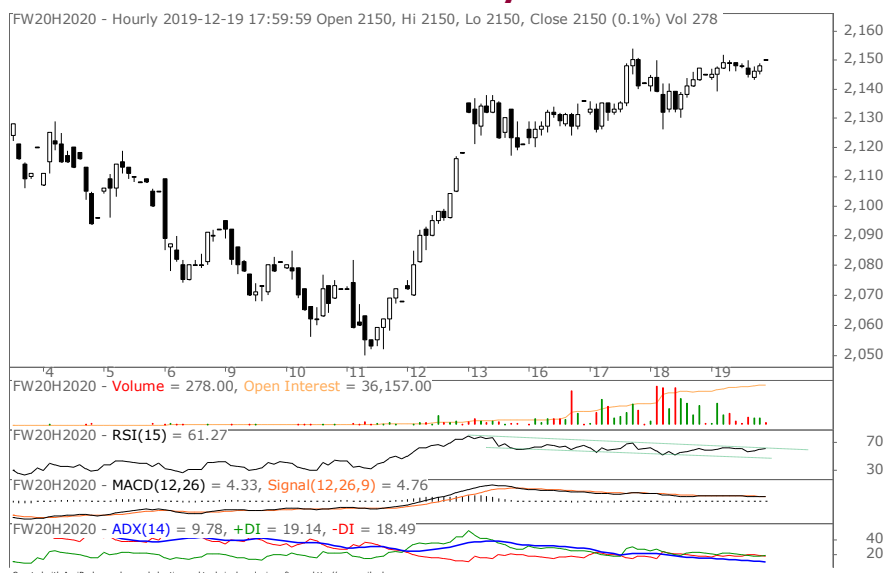 FW20H2020 - Hourly 2019-12-19 17:59:59 Open 2150, Hi 2150, Lo 2150, Close 2150 (0.1%) Vol 278
2,160
2,150
2,140
2,130
2,120
2,110
2,100
2,090
2,080
2,070
2,060
2,050
4 5 6 9 10 11 12 13 16 17 18 19
FW20H2020 - Volume = 278.00, Open Interest = 36,157.00
FW20H2020 - RSI(15) = 61.27
70
30
FW20H2020 - MACD(12,26) = 4.33, Signal(12,26,9) = 4.76
FW20H2020 - ADX(14) = 9.78, +DI = 19.14, -DI = 18.49
40
20